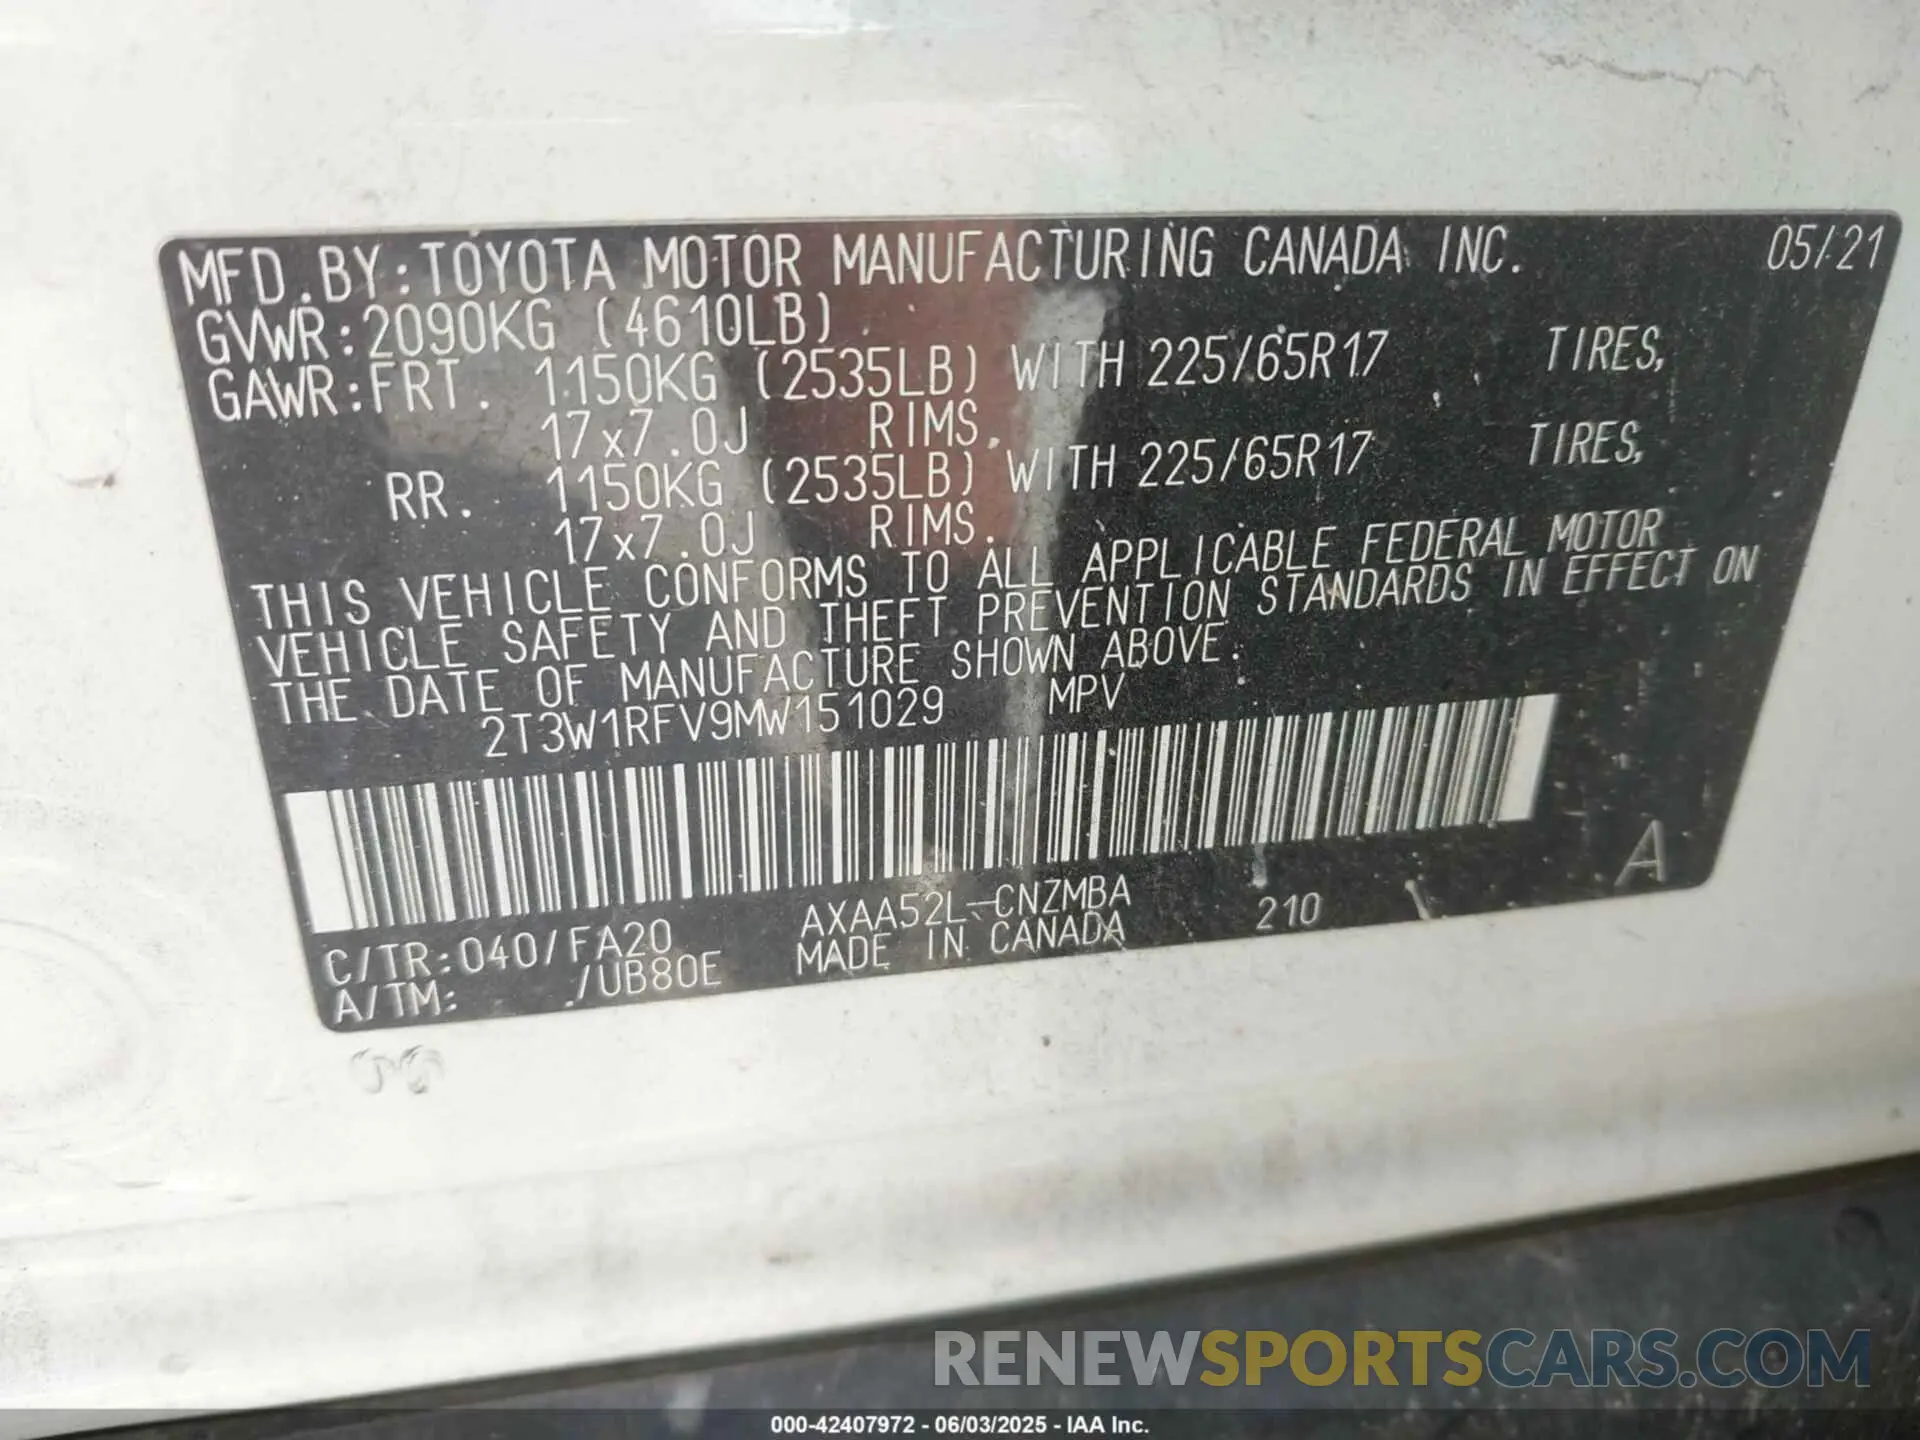 MFD.BY:TOYOTA MOTOR MANUFACTURING CANADA INC. 05/21
GVWR:2090KG (4610LB)
GAWR:FRT. 1150KG (2535LB) WITH 225/65R17 TIRES,
17x7.0J RIMS,
RR. 1150KG (2535LB) WITH 225/65R17 TIRES,
17x7.0J RIMS.
THIS VEHICLE CONFORMS TO ALL APPLICABLE FEDERAL MOTOR
VEHICLE SAFETY AND THEFT PREVENTION STANDARDS IN EFFECT ON
THE DATE OF MANUFACTURE SHOWN ABOVE.
2T3W1RFV9MW151029 MPV
A
C/TR:040/FA20 AXAA52L-CNZMBA 210
A/TM: /UB80E MADE IN CANADA
RENEWSPORTSCARS.COM
000-42407972 - 06/03/2025 - IAA Inc.